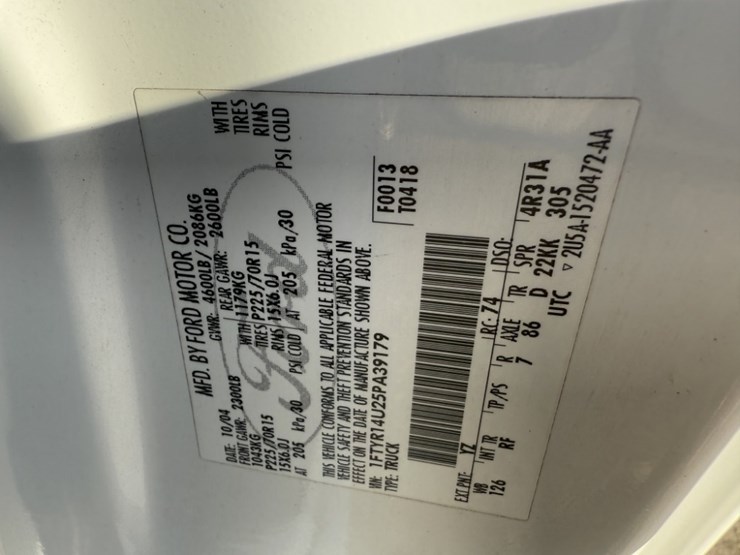 MFD. BY FORD MOTOR CO.
DATE: 10/04 GVWR: 4600LB/ 2086KG
FRONT GAWR: 2300LB REAR GAWR: 2600LB
1043KG WITH 1179KG WITH
P225/70R15 TIRES P225/70R15 TIRES
15X6.0J RIMS 15X6.0J RIMS
AT 205 kPa/30 PSI COLD AT 205 kPa/30 PSI COLD
Ford
THIS VEHICLE CONFORMS TO ALL APPLICABLE FEDERAL MOTOR
VEHICLE SAFETY AND THEFT PREVENTION STANDARDS IN
EFFECT ON THE DATE OF MANUFACTURE SHOWN ABOVE.
VIN: 1FTYR14U25PA39179 F0013
TYPE: TRUCK T0418
EXT PNT: YZ RC: 74 DSO:
WB INT TR TP/PS R AXLE TR SPR 4R31A
126 RF 7 86 D 22KK 305
UTC ▽ 2U5A-1520472-AA